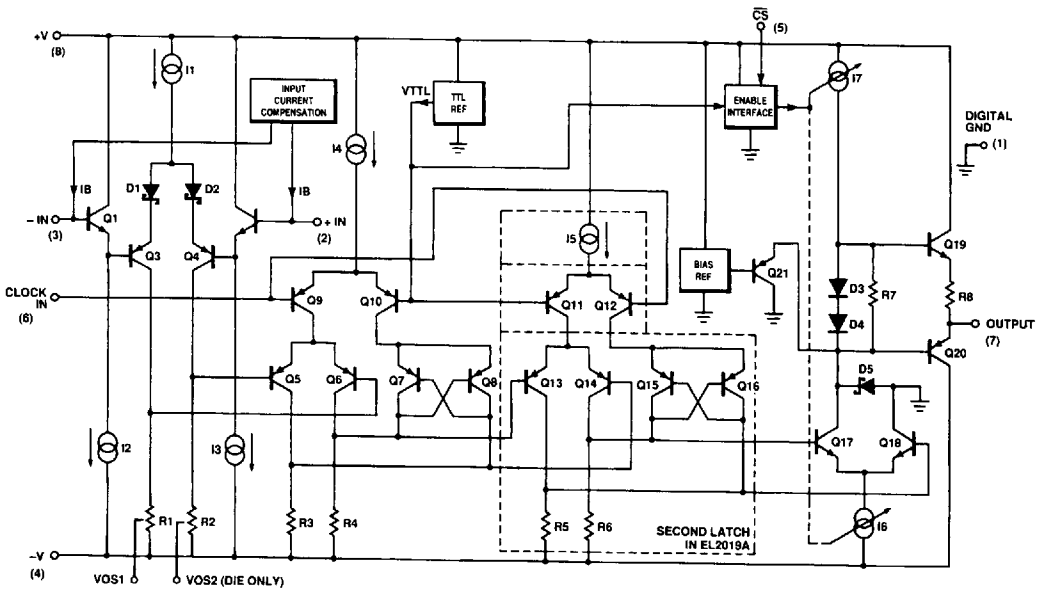 C̅S̅
(5)
+V
(8)
I1
INPUT
CURRENT
COMPENSATION
I4
VTTL
TTL
REF
ENABLE
INTERFACE
I7
DIGITAL
GND
(1)
D1
D2
IB
IB
– IN
(3)
Q1
+ IN
(2)
Q3
Q4
I5
BIAS
REF
Q21
Q19
CLOCK
IN
(6)
Q9
Q10
Q11
Q12
D3
R7
R8
D4
OUTPUT
(7)
Q20
Q5
Q6
Q7
Q8
Q13
Q14
Q15
Q16
D5
I2
I3
Q17
Q18
R1
R2
R3
R4
R5
R6
SECOND LATCH
IN EL2019A
I6
–V
(4)
VOS1
VOS2 (DIE ONLY)